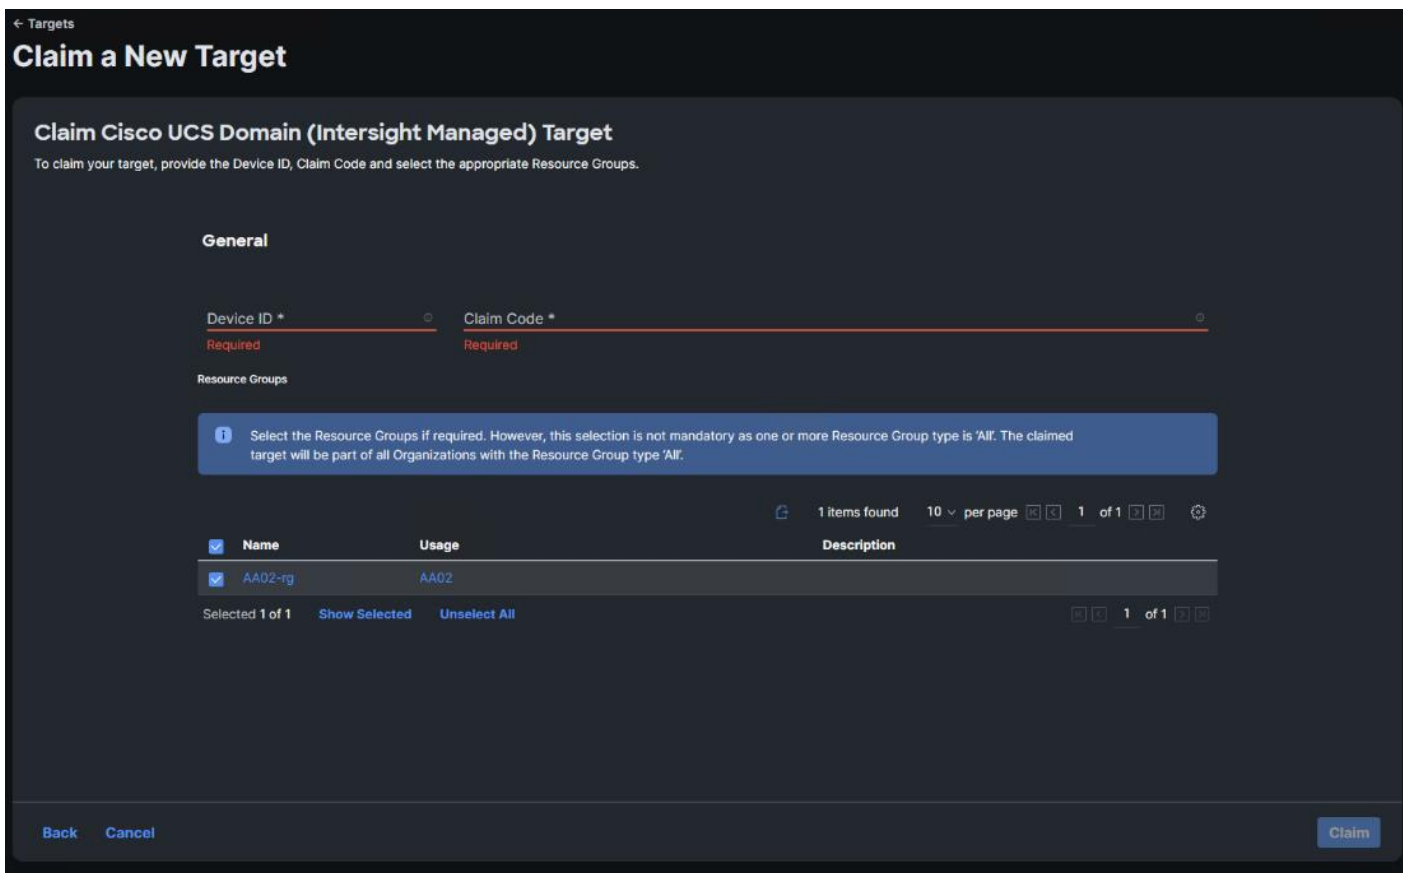 ← Targets
Claim a New Target
Claim Cisco UCS Domain (Intersight Managed) Target
To claim your target, provide the Device ID, Claim Code and select the appropriate Resource Groups.
General
Device ID * Claim Code *
Required Required
Resource Groups
Select the Resource Groups if required. However, this selection is not mandatory as one or more Resource Group type is 'All'. The claimed
target will be part of all Organizations with the Resource Group type 'All'.
1 items found 10 per page 1 of 1
Name Usage Description
AA02-rg AA02
Selected 1 of 1 Show Selected Unselect All 1 of 1
Back Cancel Claim